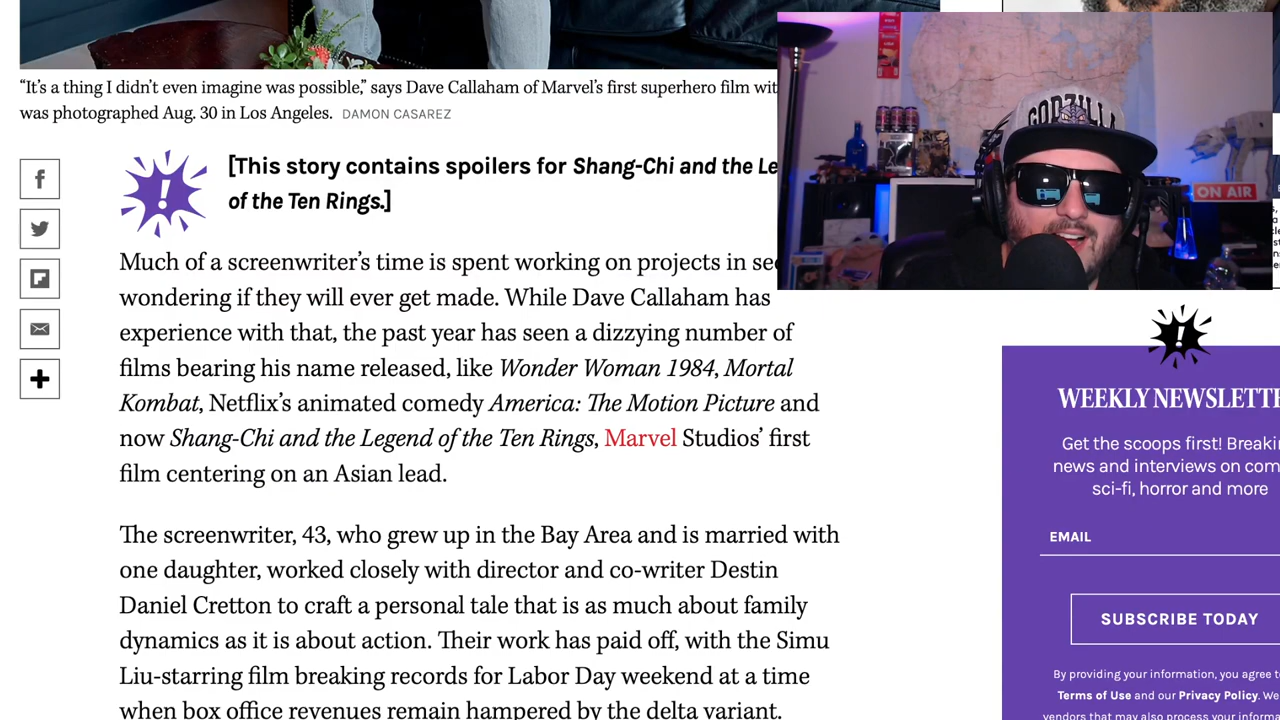 “It’s a thing I didn’t even imagine was possible,” says Dave Callaham of Marvel’s first superhero film
was photographed Aug. 30 in Los Angeles. DAMON CASAREZ
[This story contains spoilers for Shang-Chi and the
of the Ten Rings.]
Much of a screenwriter’s time is spent working on projects in
wondering if they will ever get made. While Dave Callaham has
experience with that, the past year has seen a dizzying number of
films bearing his name released, like Wonder Woman 1984, Mortal
Kombat, Netflix’s animated comedy America: The Motion Picture and
now Shang-Chi and the Legend of the Ten Rings, Marvel Studios’ first
film centering on an Asian lead.
The screenwriter, 43, who grew up in the Bay Area and is married with
one daughter, worked closely with director and co-writer Destin
Daniel Cretton to craft a personal tale that is as much about family
dynamics as it is about action. Their work has paid off, with the Simu
Liu-starring film breaking records for Labor Day weekend at a time
when box office revenues remain hampered by the delta variant.
GODZILLA
ON AIR
WEEKLY
Get the scoops first!
news and interviews on
sci-fi, horror and more
EMAIL
SUBSCRIBE TODAY
By providing your information, you agree
Terms of Use and our Privacy Policy. We
vendors that may also process your